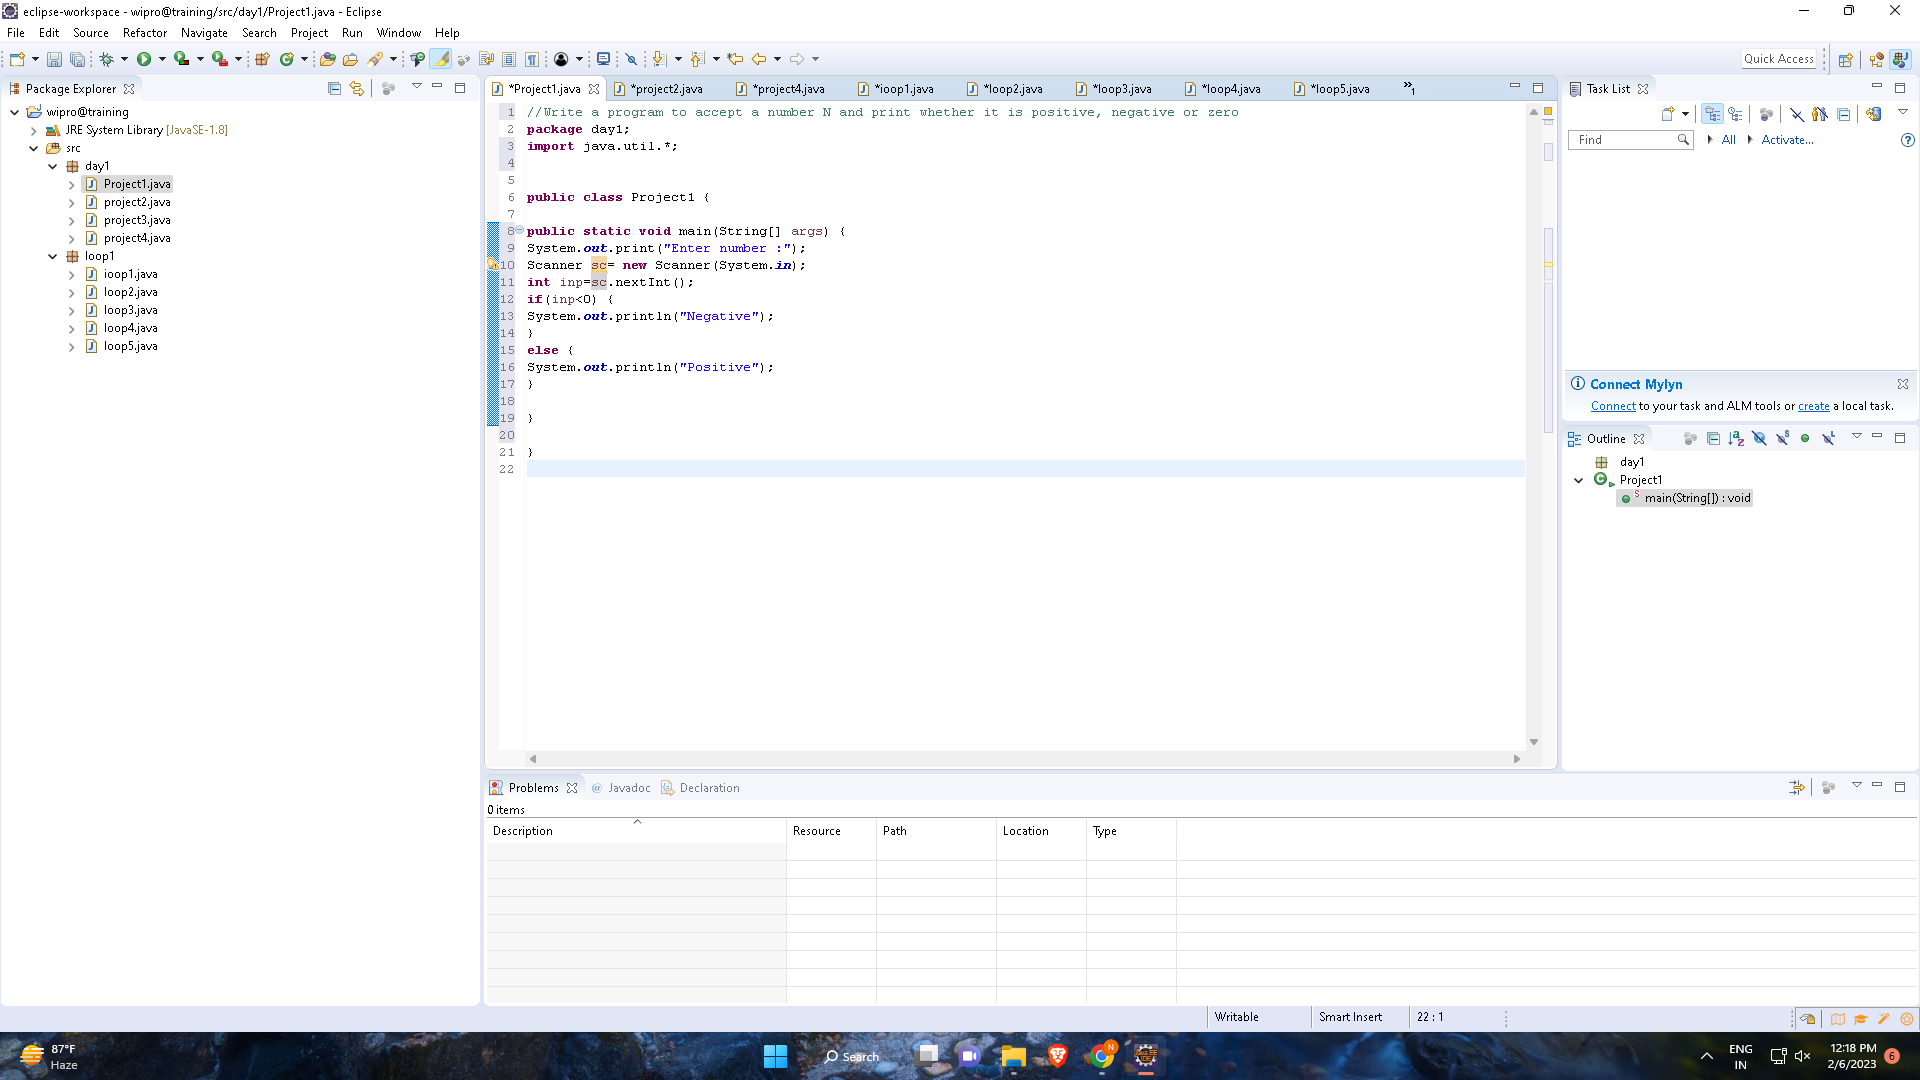 eclipse-workspace - wipro@training/src/day1/Project1.java - Eclipse
File Edit Source Refactor Navigate Search Project Run Window Help
Quick Access
Package Explorer
wipro@training
JRE System Library [JavaSE-1.8]
src
day1
Project1.java
project2.java
project3.java
project4.java
loop1
ioop1.java
loop2.java
loop3.java
loop4.java
loop5.java
*Project1.java *project2.java *project4.java *ioop1.java *loop2.java *loop3.java *loop4.java *loop5.java »1
1 //Write a program to accept a number N and print whether it is positive, negative or zero
2 package day1;
3 import java.util.*;
4
5
6 public class Project1 {
7
8 public static void main(String[] args) {
9 System.out.print("Enter number :");
10 Scanner sc= new Scanner(System.in);
11 int inp=sc.nextInt();
12 if(inp<0) {
13 System.out.println("Negative");
14 }
15 else {
16 System.out.println("Positive");
17 }
18
19 }
20
21 }
22
Task List
Find All Activate...
Connect Mylyn
Connect to your task and ALM tools or create a local task.
Outline
day1
Project1
main(String[]) : void
Problems @ Javadoc Declaration
0 items
Description Resource Path Location Type
Writable Smart Insert 22 : 1
87°F
Haze
Search
ENG
IN
12:18 PM
2/6/2023
6